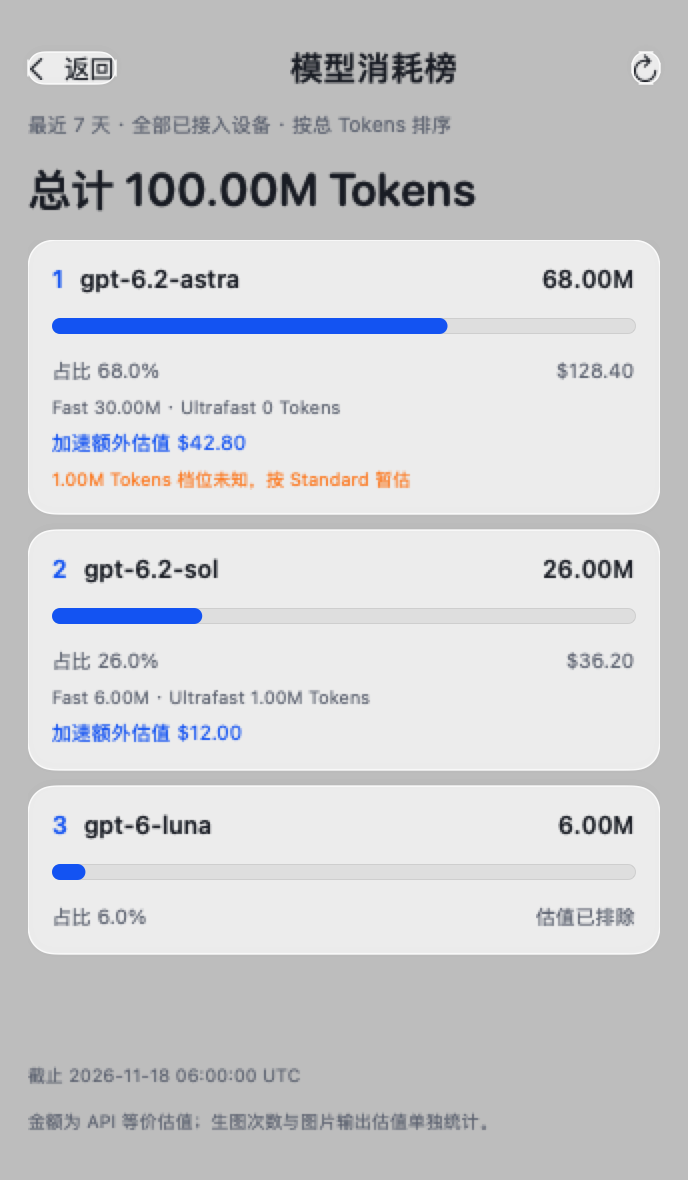 返回
模型消耗榜
最近 7 天 · 全部已接入设备 · 按总 Tokens 排序
总计 100.00M Tokens
1 gpt-6.2-astra 68.00M
占比 68.0% $128.40
Fast 30.00M · Ultrafast 0 Tokens
加速额外估值 $42.80
1.00M Tokens 档位未知，按 Standard 暂估
2 gpt-6.2-sol 26.00M
占比 26.0% $36.20
Fast 6.00M · Ultrafast 1.00M Tokens
加速额外估值 $12.00
3 gpt-6-luna 6.00M
占比 6.0% 估值已排除
截止 2026-11-18 06:00:00 UTC
金额为 API 等价估值；生图次数与图片输出估值单独统计。